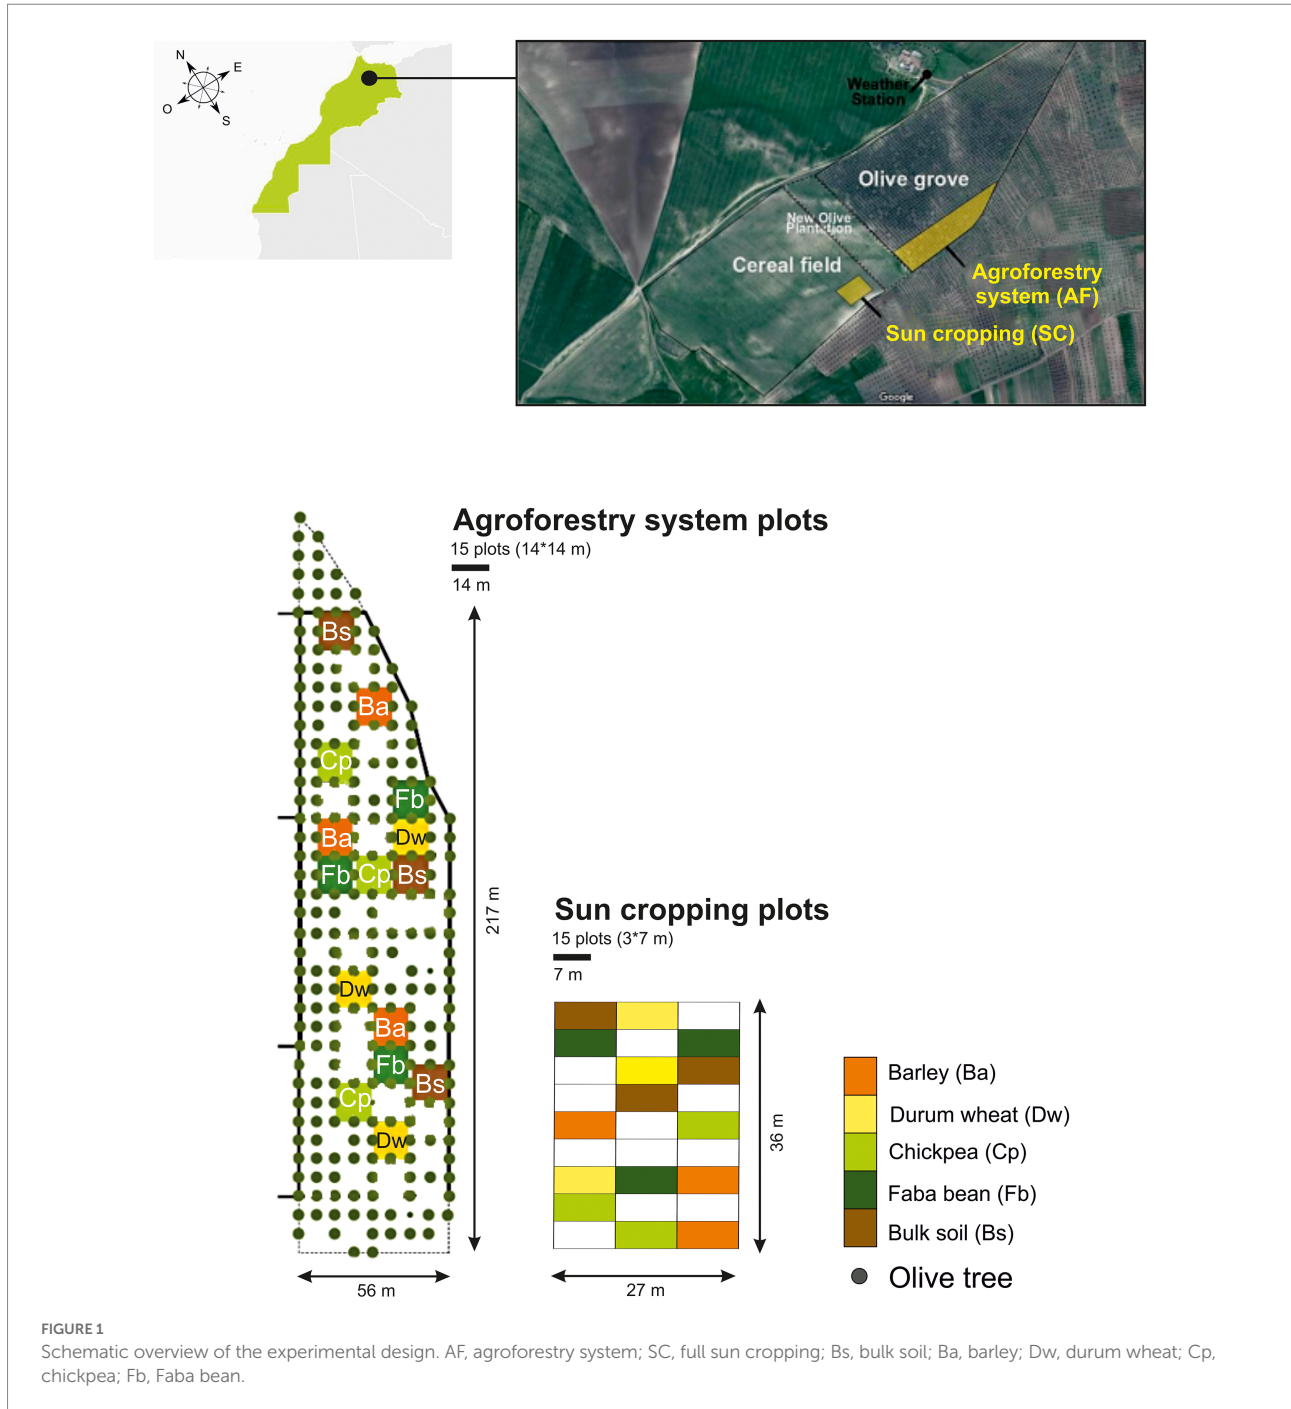 N
E
O
S
Weather
Station
Olive grove
New Olive
Plantation
Cereal field
Agroforestry
system (AF)
Sun cropping (SC)
Google
Agroforestry system plots
15 plots (14*14 m)
14 m
Bs
Ba
Cp
Fb
Ba
Dw
Fb
Cp
Bs
217 m
Dw
Ba
Fb
Bs
Cp
Dw
56 m
Sun cropping plots
15 plots (3*7 m)
7 m
36 m
27 m
Barley (Ba)
Durum wheat (Dw)
Chickpea (Cp)
Faba bean (Fb)
Bulk soil (Bs)
Olive tree
FIGURE 1
Schematic overview of the experimental design. AF, agroforestry system; SC, full sun cropping; Bs, bulk soil; Ba, barley; Dw, durum wheat; Cp,
chickpea; Fb, Faba bean.